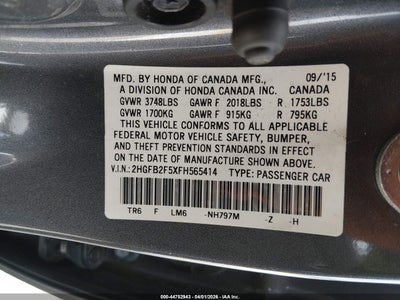 MFD. BY HONDA OF CANADA MFG., 09/'15
A DIVISION OF HONDA CANADA INC. CANADA
GVWR 3748LBS GAWR F 2018LBS R 1753LBS
GVWR 1700KG GAWR F 915KG R 795KG
THIS VEHICLE CONFORMS TO ALL APPLICABLE
FEDERAL MOTOR VEHICLE SAFETY, BUMPER,
AND THEFT PREVENTION STANDARDS IN EFFECT
ON THE DATE OF MANUFACTURE SHOWN ABOVE.
V.I.N.: 2HGFB2F5XFH565414 TYPE: PASSENGER CAR
TR6 F LM6 -NH797M -Z -H
000-44752943 - 04/01/2026 - IAAI